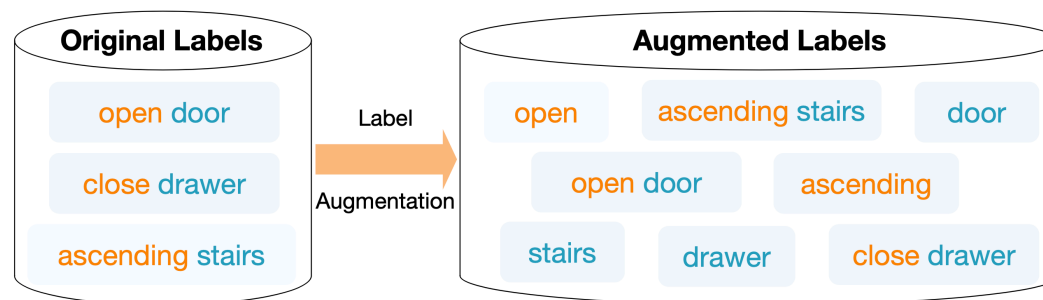 Original Labels
open door
close drawer
ascending stairs
Label
Augmentation
Augmented Labels
open
ascending stairs
door
open door
ascending
stairs
drawer
close drawer